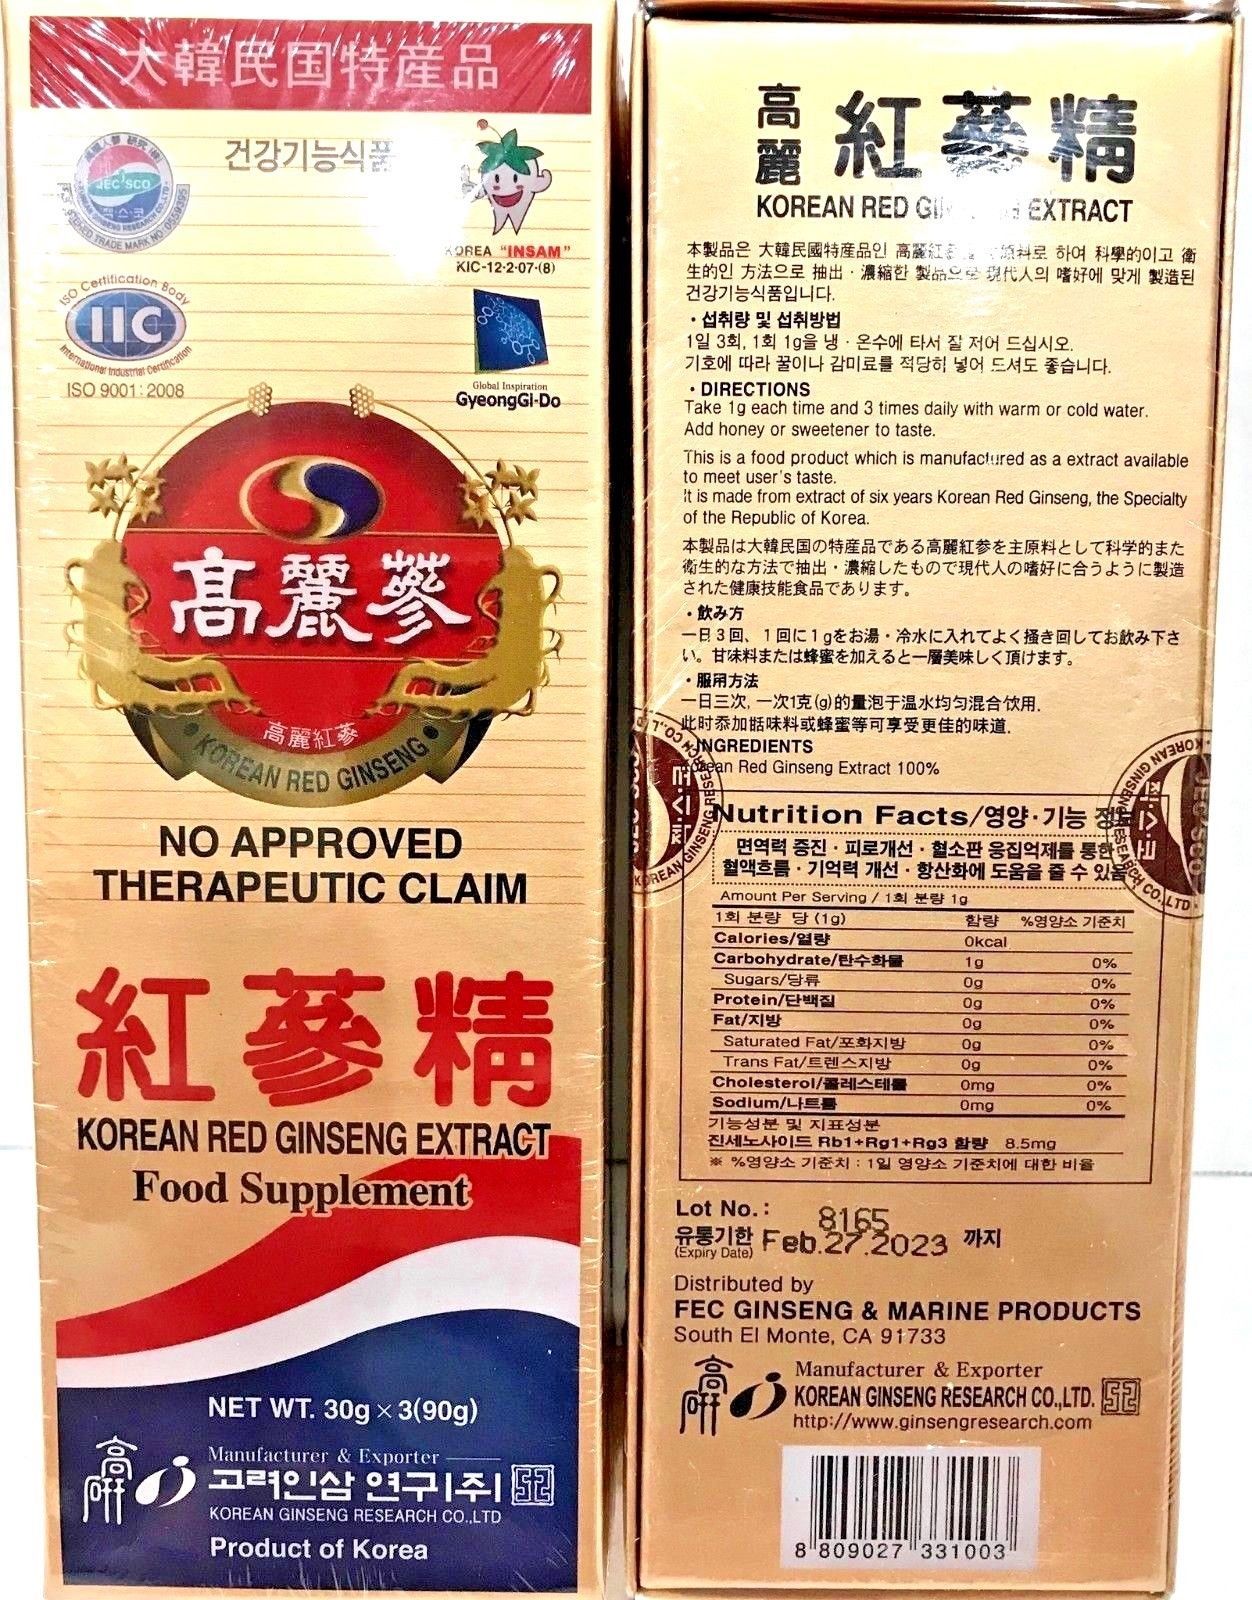 大韓民国特産品
건강기능식품
JEC'SCO
젝스코
KOREA "INSAM"
KIC-12-2-07-(8)
ISO Certification Body
IIC
International Industrial Certification
ISO 9001:2008
Global Inspiration
GyeongGi-Do
高麗蔘
高麗紅蔘
KOREAN RED GINSENG
NO APPROVED
THERAPEUTIC CLAIM
紅蔘精
KOREAN RED GINSENG EXTRACT
Food Supplement
NET WT. 30g × 3(90g)
Manufacturer & Exporter
고려인삼 연구(주)
KOREAN GINSENG RESEARCH CO.,LTD
Product of Korea
高麗 紅蔘精
KOREAN RED GINSENG EXTRACT
本製品은 大韓民國特産品인 高麗紅 原料로 하여 科學的이고 衛
生的인 方法으로 抽出 · 濃縮한 製品으로 現代人의 嗜好에 맞게 製造된
건강기능식품입니다.
· 섭취량 및 섭취방법
1일 3회, 1회 1g을 냉 · 온수에 타서 잘 저어 드십시오.
기호에 따라 꿀이나 감미료를 적당히 넣어 드셔도 좋습니다.
· DIRECTIONS
Take 1g each time and 3 times daily with warm or cold water.
Add honey or sweetener to taste.
This is a food product which is manufactured as a extract available
to meet user's taste.
It is made from extract of six years Korean Red Ginseng, the Specialty
of the Republic of Korea.
本製品は大韓民国の特産品である高麗紅参を主原料として科学的また
衛生的な方法で抽出・濃縮したもので現代人の嗜好に合うように製造
された健康技能食品であります。
· 飲み方
一日3回、1回に1gをお湯・冷水に入れてよく掻き回してお飲み下さ
い。甘味料または蜂蜜を加えると一層美味しく頂けます。
· 服用方法
一日三次, 一次1克(g)的量泡于温水均匀混合饮用.
此时添加甜味料或蜂蜜等可享受更佳的味道.
INGREDIENTS
Korean Red Ginseng Extract 100%
Nutrition Facts/영양·기능 정보
면역력 증진 · 피로개선 · 혈소판 응집억제를 통한
혈액흐름 · 기억력 개선 · 항산화에 도움을 줄 수 있음
Amount Per Serving / 1회 분량 1g
1회 분량 당 (1g) 함량 %영양소 기준치
Calories/열량 0kcal
Carbohydrate/탄수화물 1g 0%
Sugars/당류 0g 0%
Protein/단백질 0g 0%
Fat/지방 0g 0%
Saturated Fat/포화지방 0g 0%
Trans Fat/트렌스지방 0g 0%
Cholesterol/콜레스테롤 0mg 0%
Sodium/나트륨 0mg 0%
기능성분 및 지표성분
진세노사이드 Rb1+Rg1+Rg3 함량 8.5mg
※ %영양소 기준치 : 1일 영양소 기준치에 대한 비율
Lot No. : 8165
유통기한 Feb.27.2023 까지
(Expiry Date)
Distributed by
FEC GINSENG & MARINE PRODUCTS
South El Monte, CA 91733
Manufacturer & Exporter
KOREAN GINSENG RESEARCH CO.,LTD.
http://www.ginsengresearch.com
8 809027 331003